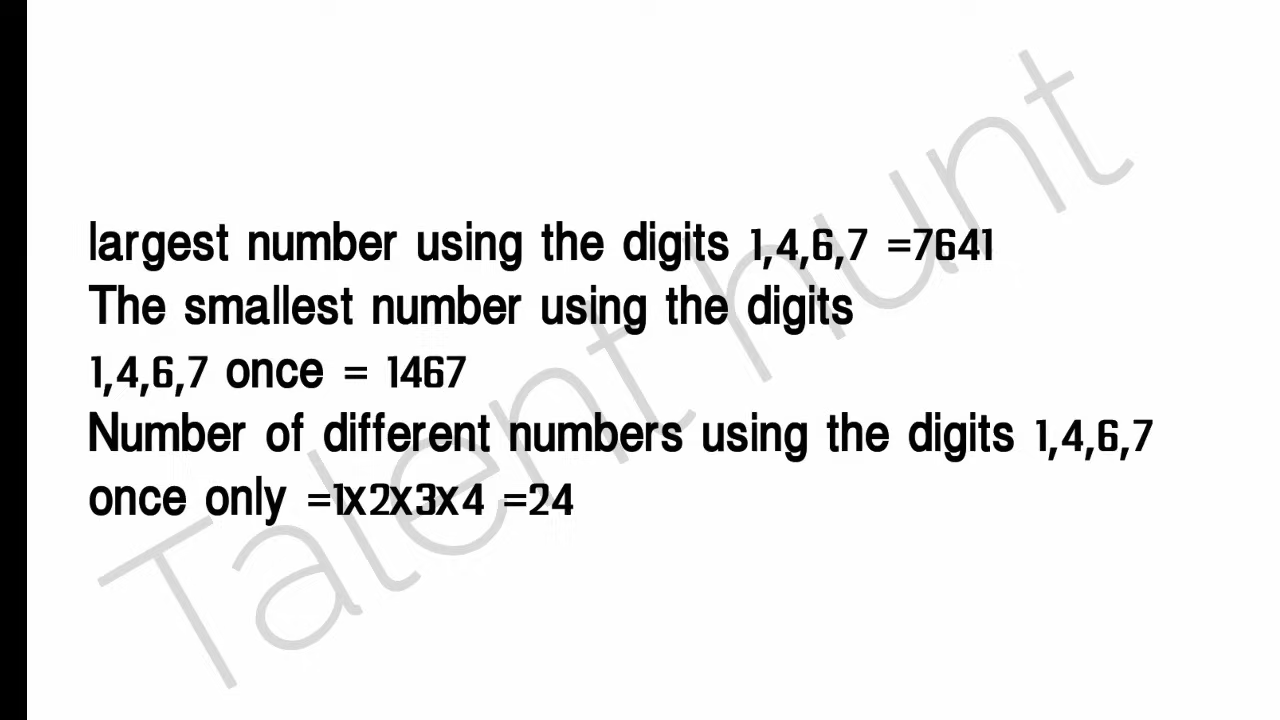 largest number using the digits 1,4,6,7 =7641
The smallest number using the digits
1,4,6,7 once = 1467
Number of different numbers using the digits 1,4,6,7
once only =1x2x3x4 =24
Talent hunt